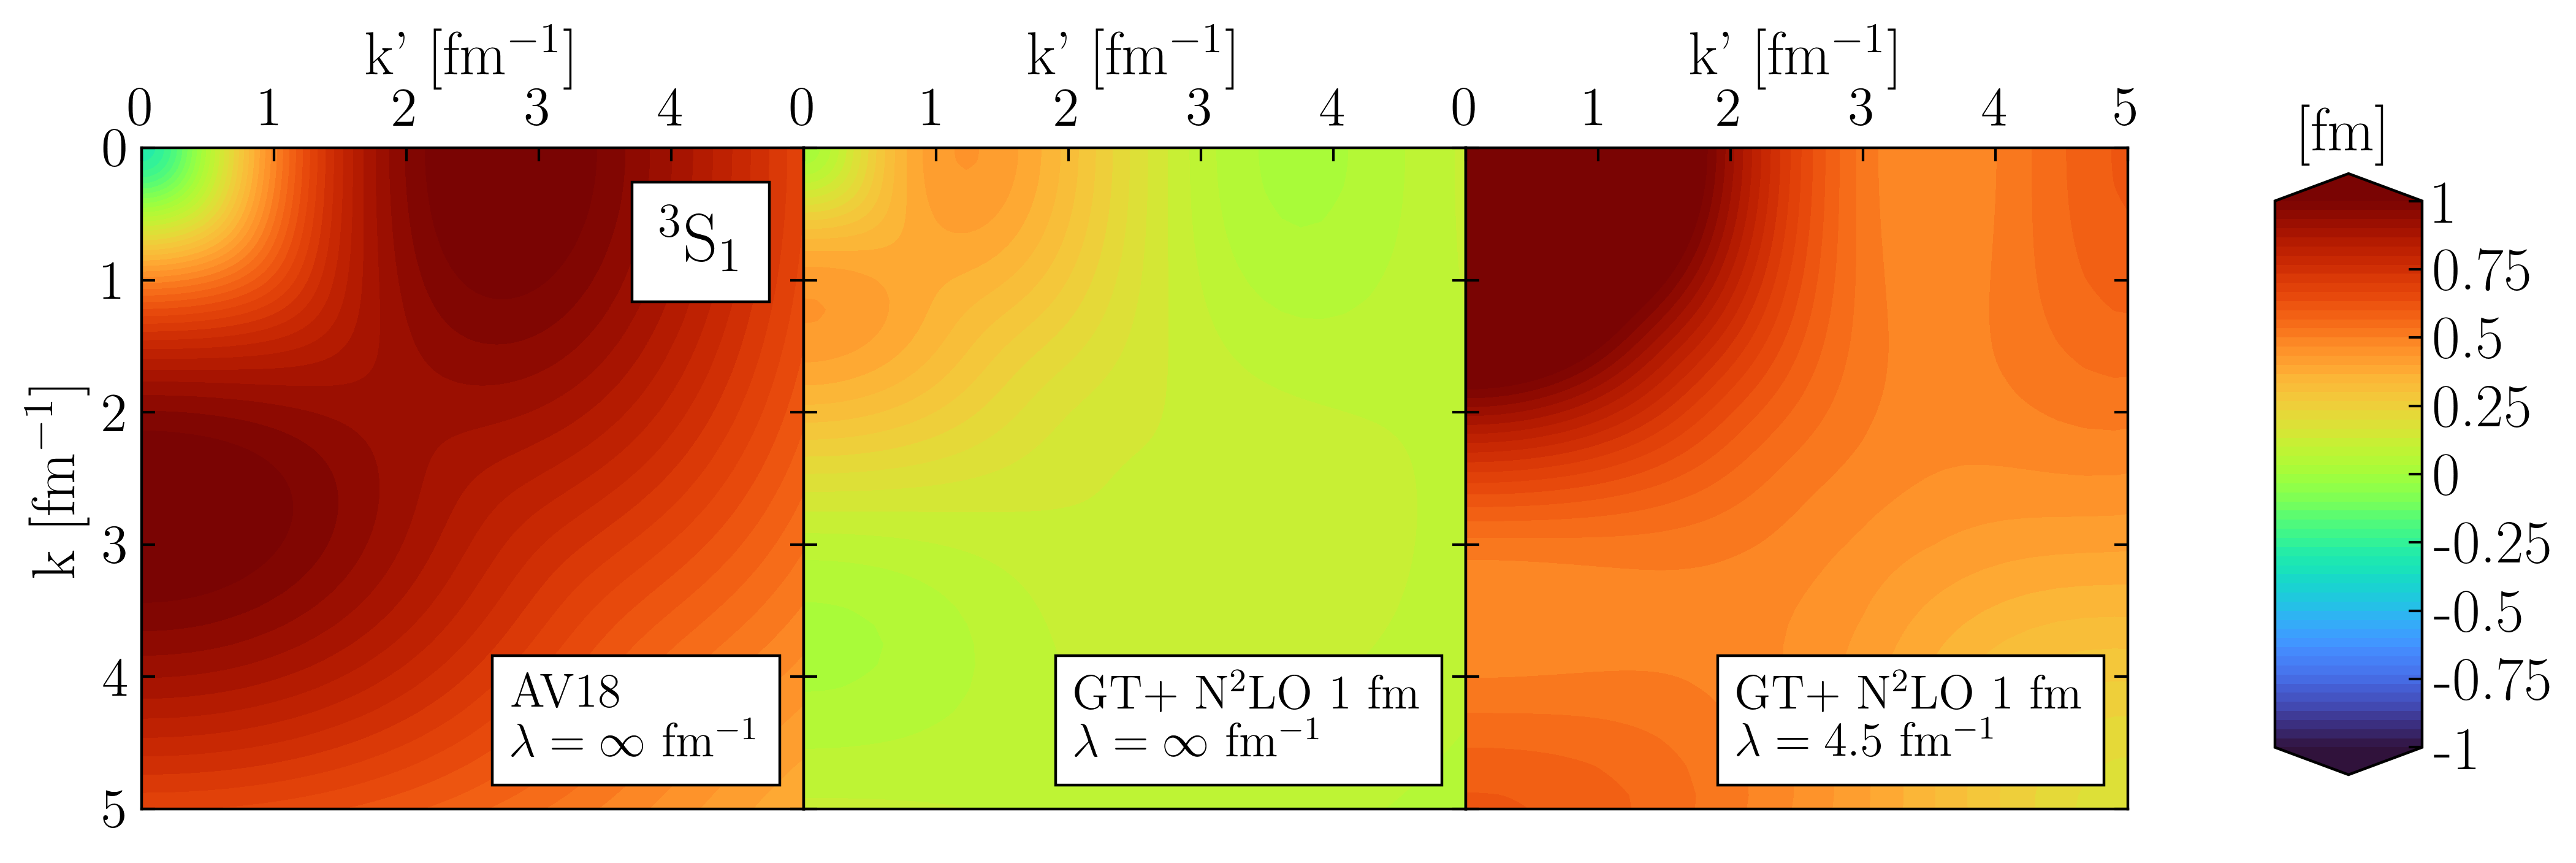 k’ [fm⁻¹] k’ [fm⁻¹] k’ [fm⁻¹]
0 1 2 3 4 0 1 2 3 4 0 1 2 3 4 5
[fm]
0
1
2
3
4
5
k [fm⁻¹]
³S₁
AV18
λ = ∞ fm⁻¹
GT+ N²LO 1 fm
λ = ∞ fm⁻¹
GT+ N²LO 1 fm
λ = 4.5 fm⁻¹
1
0.75
0.5
0.25
0
-0.25
-0.5
-0.75
-1